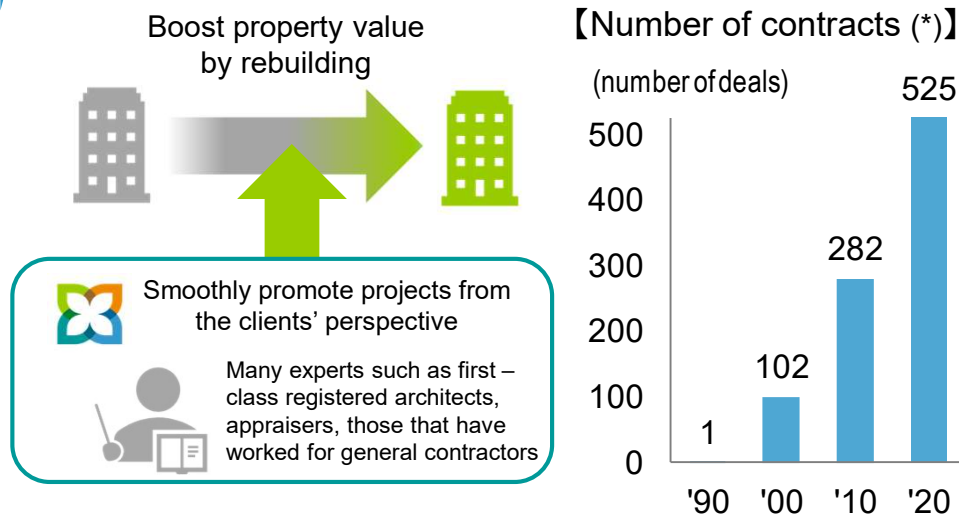 Boost property value
by rebuilding
Smoothly promote projects from
the clients’ perspective
Many experts such as first –
class registered architects,
appraisers, those that have
worked for general contractors
【Number of contracts (*)】
(number of deals)
525
500
400
300
282
200
102
100
1
0
'90 '00 '10 '20